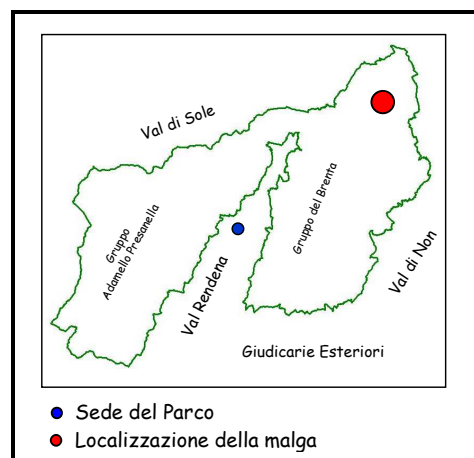 Val di Sole
Gruppo
Adamello Presanella
Gruppo del Brenta
Val Rendena
Val di Non
Giudicarie Esteriori
Sede del Parco
Localizzazione della malga